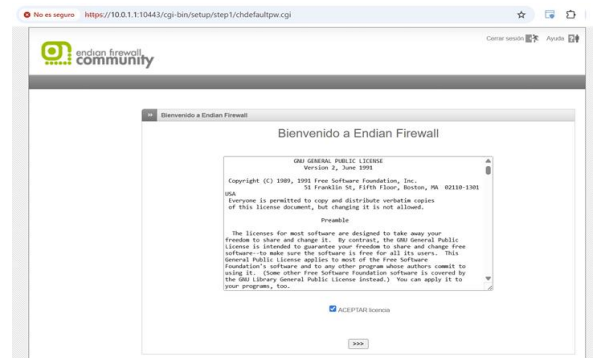 No es seguro https://10.0.1.1:10443/cgi-bin/setup/step1/chdefaultpw.cgi
Cerrar sesión Ayuda
endian firewall
community
>> Bienvenido a Endian Firewall
Bienvenido a Endian Firewall
GNU GENERAL PUBLIC LICENSE
Version 2, June 1991
Copyright (C) 1989, 1991 Free Software Foundation, Inc.
51 Franklin St, Fifth Floor, Boston, MA 02110-1301
USA
Everyone is permitted to copy and distribute verbatim copies
of this license document, but changing it is not allowed.
Preamble
The licenses for most software are designed to take away your
freedom to share and change it. By contrast, the GNU General Public
License is intended to guarantee your freedom to share and change free
software--to make sure the software is free for all its users. This
General Public License applies to most of the Free Software
Foundation's software and to any other program whose authors commit to
using it. (Some other Free Software Foundation software is covered by
the GNU Library General Public License instead.) You can apply it to
your programs, too.
ACEPTAR licencia
>>>